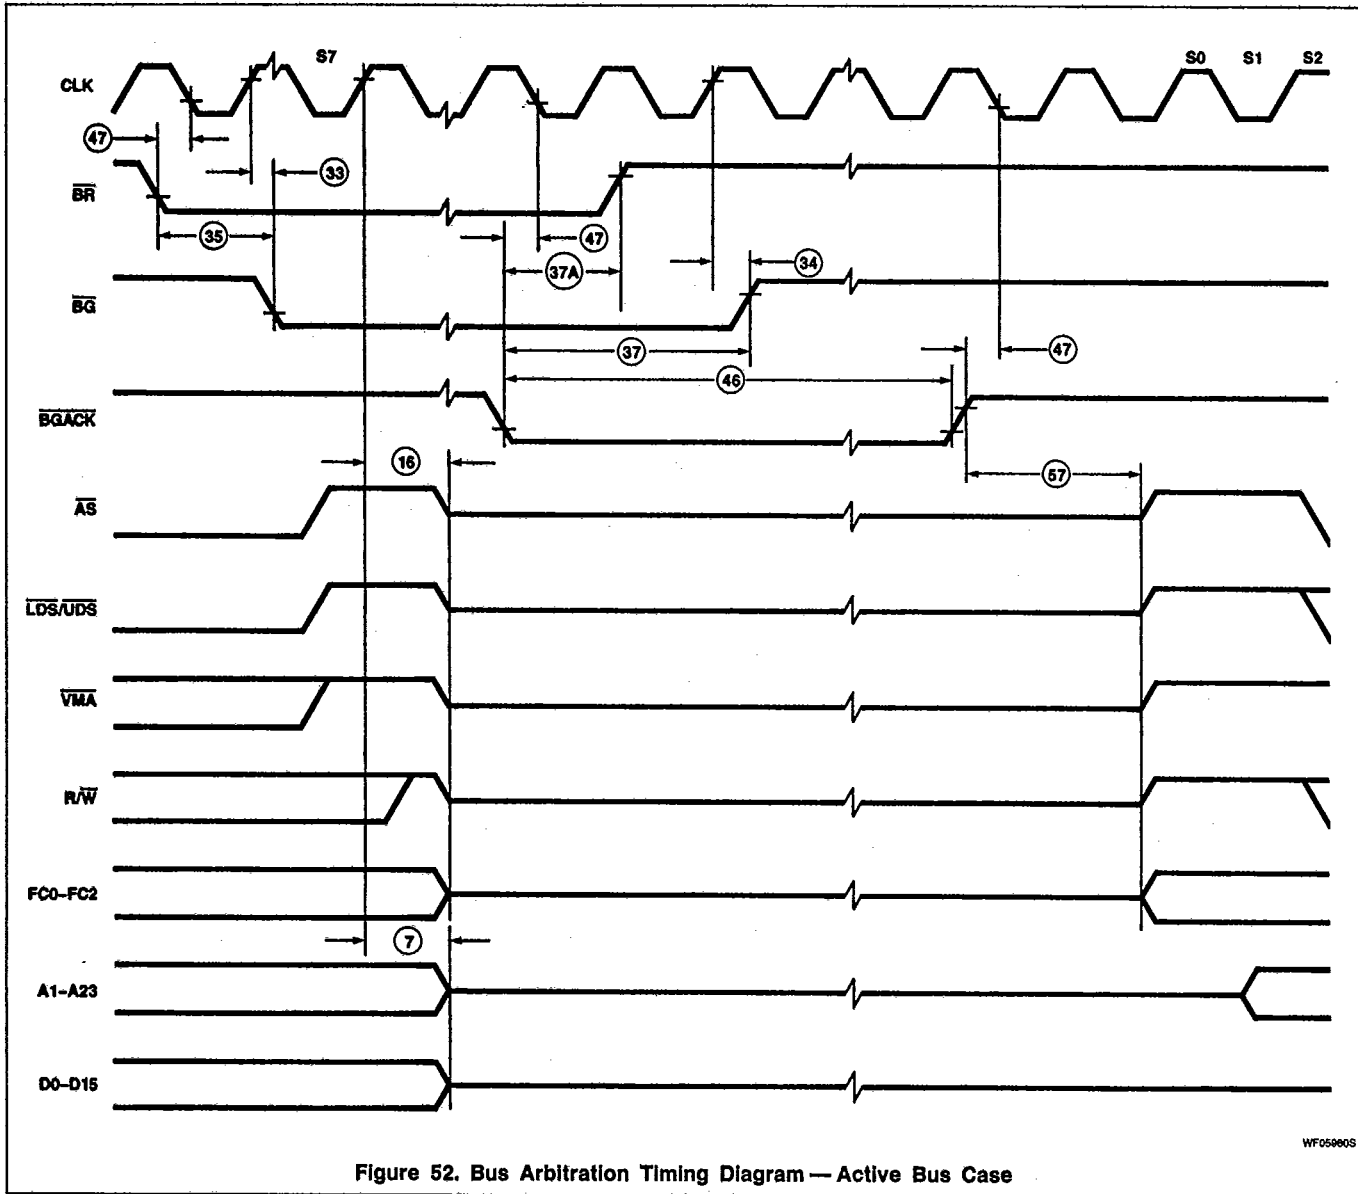 S7 S0 S1 S2
CLK
47
33
BR
35
47
37A
34
BG
37
47
46
BGACK
16
57
AS
LDS/UDS
VMA
R/W
FC0–FC2
7
A1–A23
D0–D15
WF05960S
Figure 52. Bus Arbitration Timing Diagram — Active Bus Case